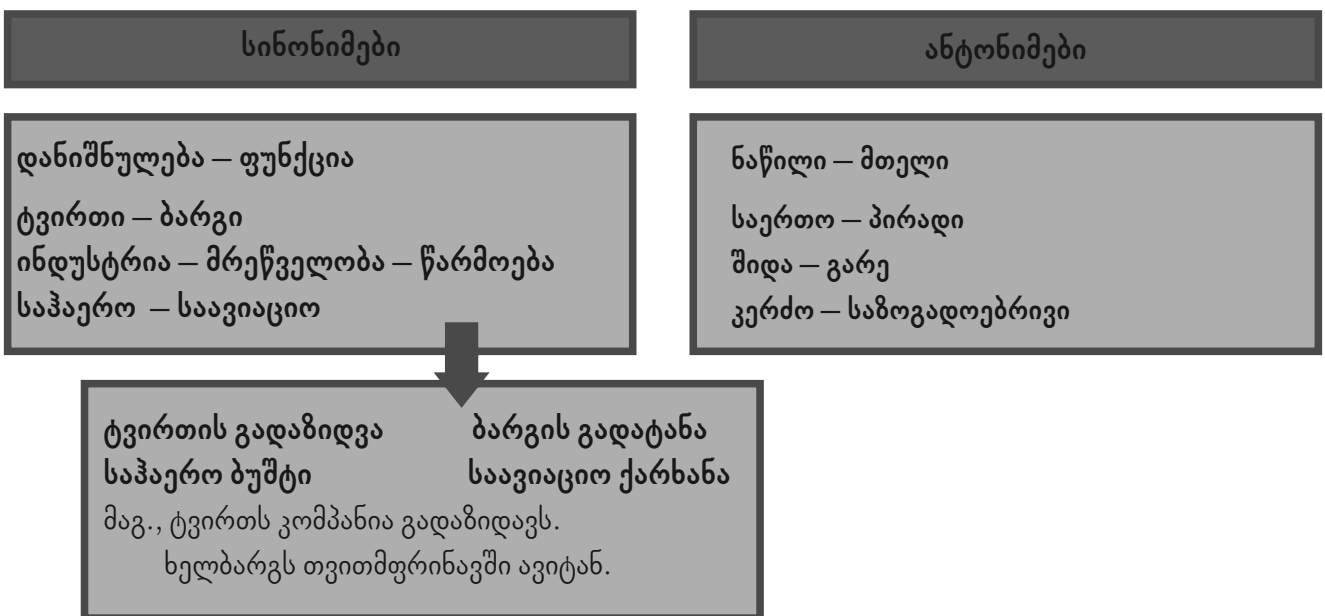 სინონიმები
დანიშნულება – ფუნქცია
ტვირთი – ბარგი
ინდუსტრია – მრეწველობა – წარმოება
საჰაერო – საავიაციო
ანტონიმები
ნაწილი – მთელი
საერთო – პირადი
შიდა – გარე
კერძო – საზოგადოებრივი
ტვირთის გადაზიდვა ბარგის გადატანა
საჰაერო ბუშტი საავიაციო ქარხანა
მაგ., ტვირთს კომპანია გადაზიდავს.
ხელბარგს თვითმფრინავში ავიტან.